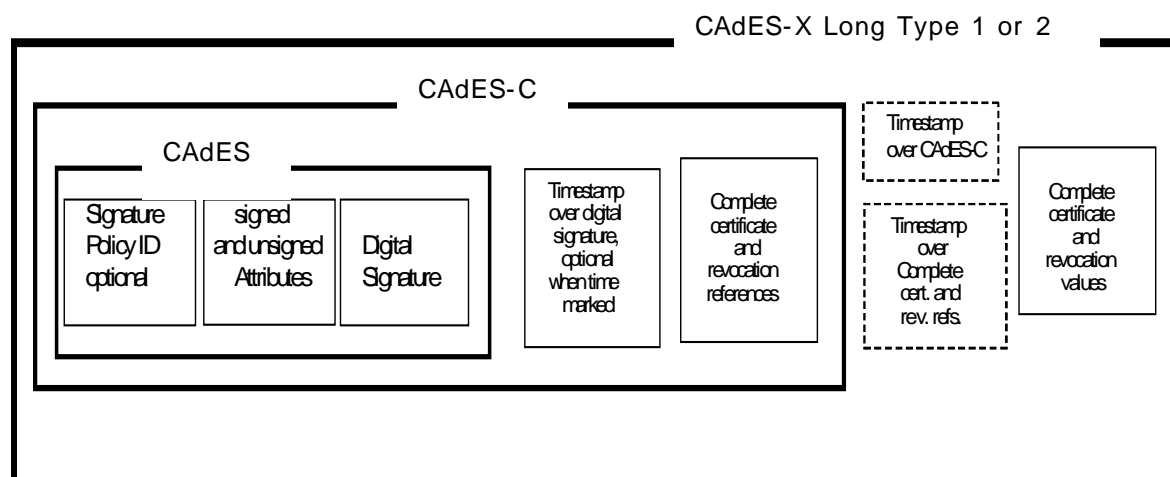 CAdES-X Long Type 1 or 2
CAdES-C
CAdES
Signature
Policy ID
optional
signed
and unsigned
Attributes
Digital
Signature
Timestamp
over digital
signature,
optional
when time
marked
Complete
certificate
and
revocation
references
Timestamp
over CAdES-C
Timestamp
over
Complete
cert. and
rev. refs.
Complete
certificate
and
revocation
values